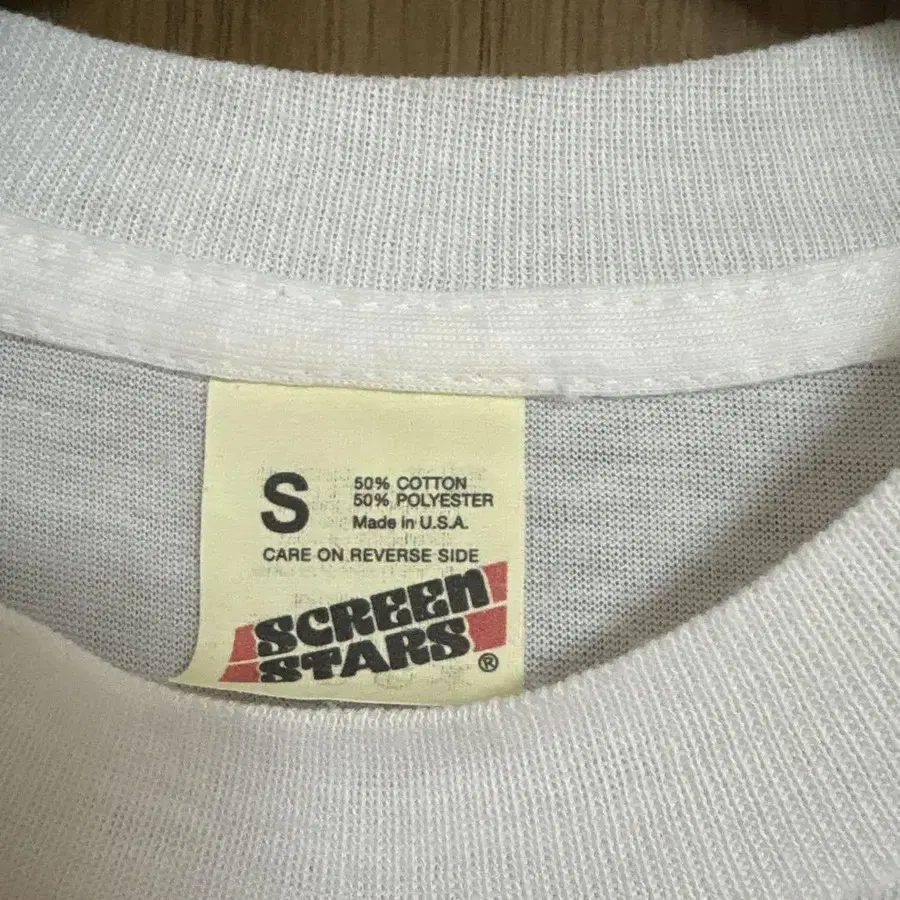 S
50% COTTON
50% POLYESTER
Made in U.S.A.
CARE ON REVERSE SIDE
SCREEN
STARS ®